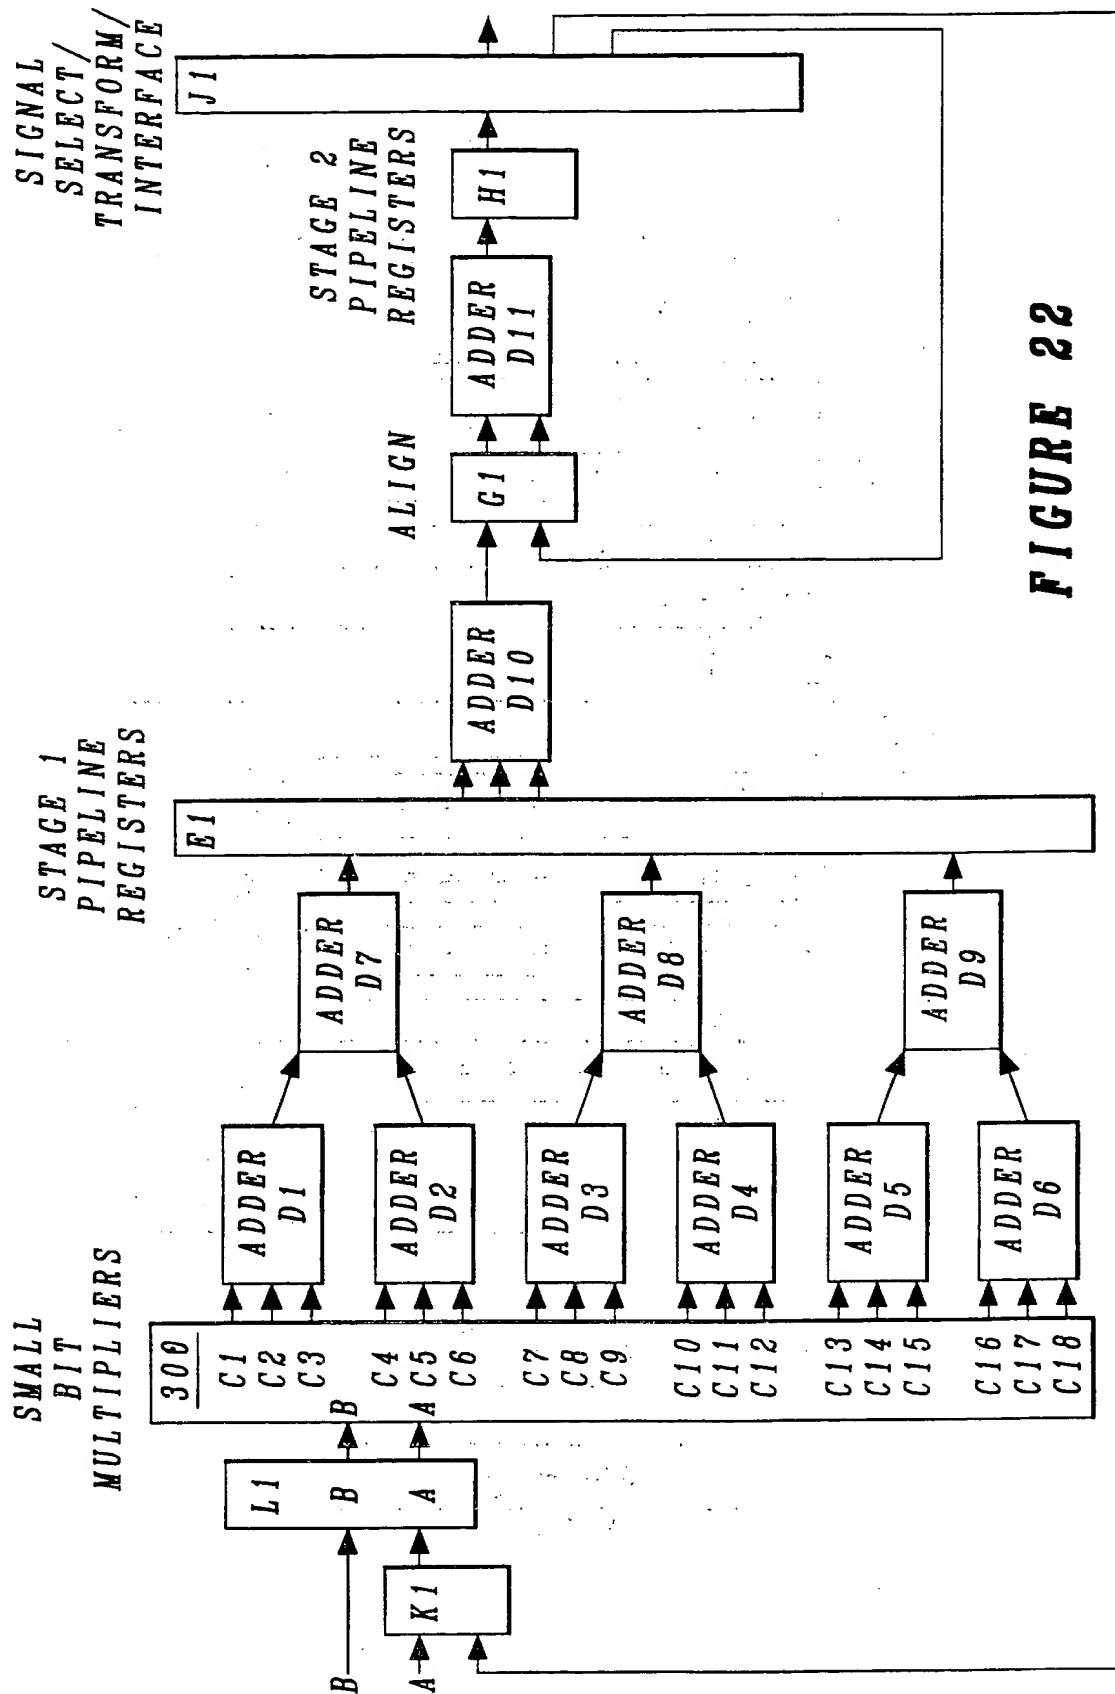 SMALL
BIT
MULTIPLIERS
STAGE 1
PIPELINE
REGISTERS
SIGNAL
SELECT/
TRANSFORM/
INTERFACE
STAGE 2
PIPELINE
REGISTERS
ALIGN
B
A
K1
L1
B
A
300
B
A
C1
C2
C3
C4
C5
C6
C7
C8
C9
C10
C11
C12
C13
C14
C15
C16
C17
C18
ADDER
D1
ADDER
D2
ADDER
D3
ADDER
D4
ADDER
D5
ADDER
D6
ADDER
D7
ADDER
D8
ADDER
D9
E1
ADDER
D10
G1
ADDER
D11
H1
J1
FIGURE 22